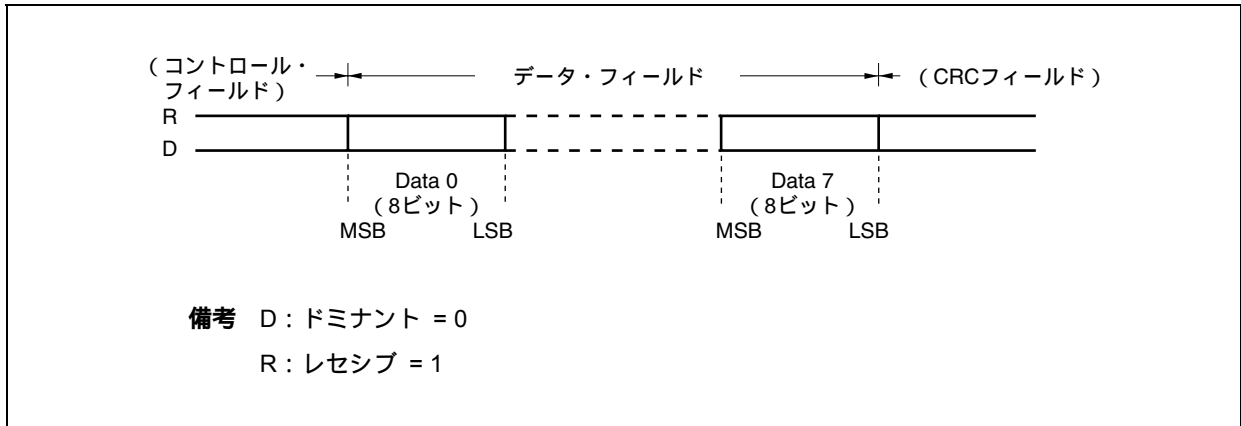 (コントロール・
フィールド)
データ・フィールド
(CRCフィールド)
R
D
Data 0
(8ビット)
Data 7
(8ビット)
MSB
LSB
MSB
LSB
備考 D:ドミナント = 0
R:レセシブ = 1